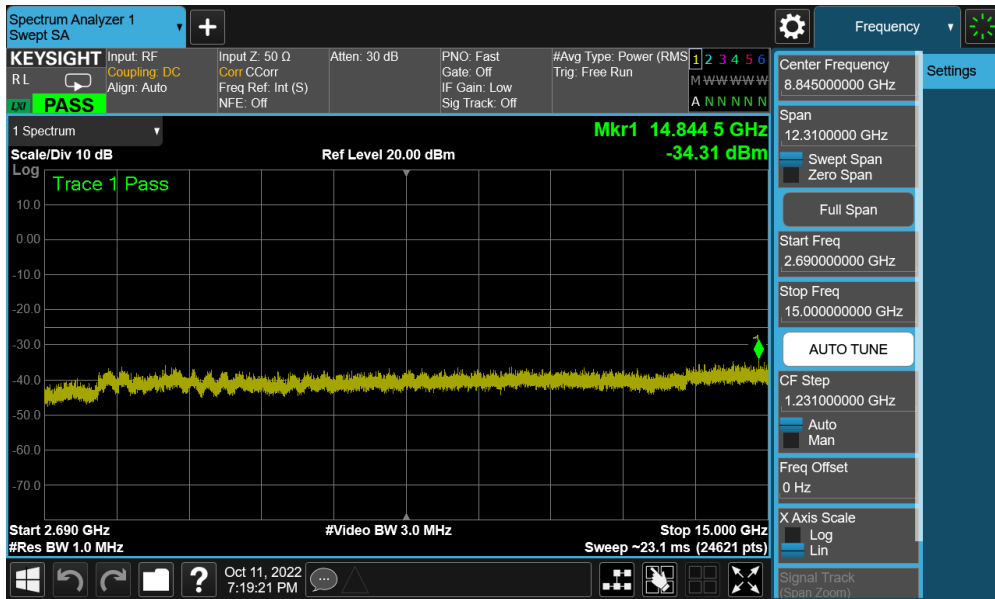 Spectrum Analyzer 1
Swept SA
+
Frequency
KEYSIGHT
R L
LXI PASS
Input: RF
Coupling: DC
Align: Auto
Input Z: 50 Ω
Corr CCorr
Freq Ref: Int (S)
NFE: Off
Atten: 30 dB
PNO: Fast
Gate: Off
IF Gain: Low
Sig Track: Off
#Avg Type: Power (RMS
Trig: Free Run
1 2 3 4 5 6
M W W W W W
A N N N N N
1 Spectrum
Mkr1 14.844 5 GHz
Scale/Div 10 dB
Ref Level 20.00 dBm
-34.31 dBm
Log
Trace 1 Pass
10.0
0.00
-10.0
-20.0
-30.0
1
-40.0
-50.0
-60.0
-70.0
Start 2.690 GHz
#Video BW 3.0 MHz
Stop 15.000 GHz
#Res BW 1.0 MHz
Sweep ~23.1 ms (24621 pts)
Center Frequency
8.845000000 GHz
Settings
Span
12.3100000 GHz
Swept Span
Zero Span
Full Span
Start Freq
2.690000000 GHz
Stop Freq
15.000000000 GHz
AUTO TUNE
CF Step
1.231000000 GHz
Auto
Man
Freq Offset
0 Hz
X Axis Scale
Log
Lin
Signal Track
(Span Zoom)
?
Oct 11, 2022
7:19:21 PM